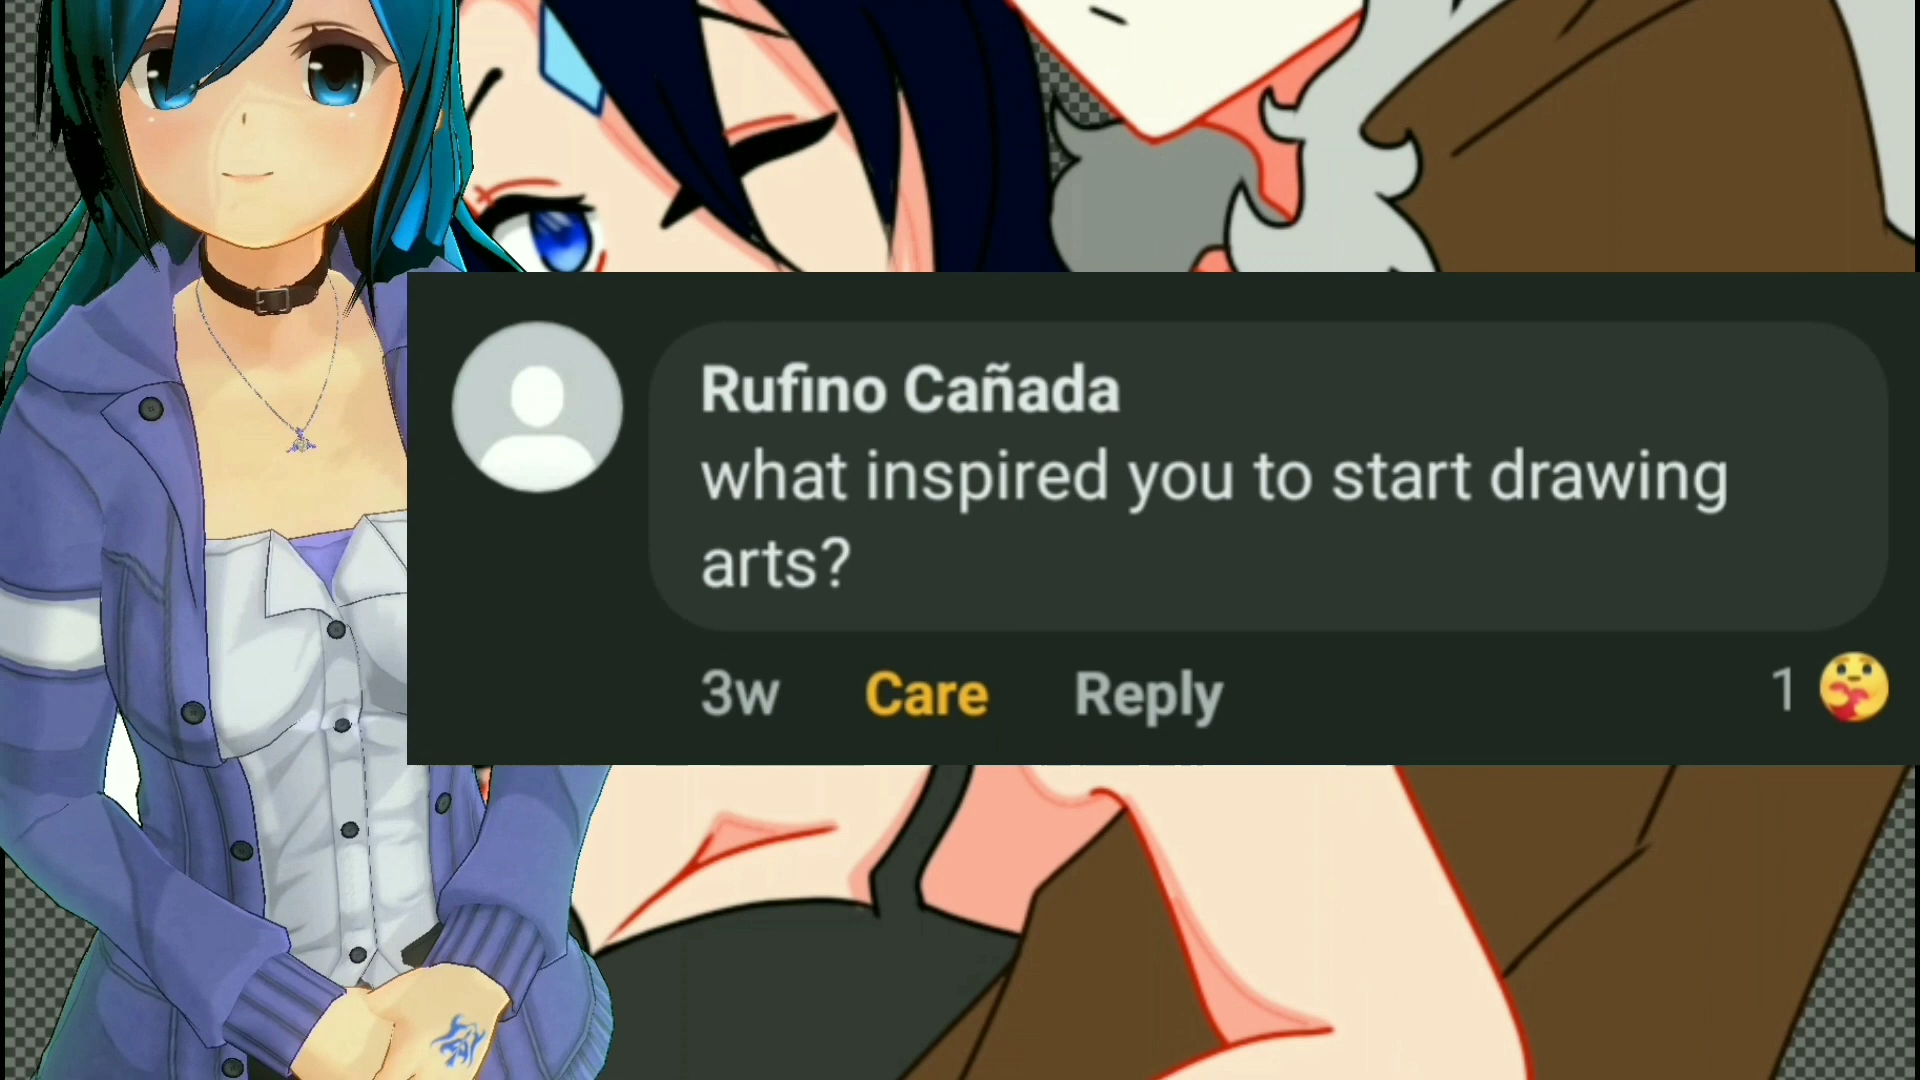 Rufino Cañada
what inspired you to start drawing
arts?
3w Care Reply 1